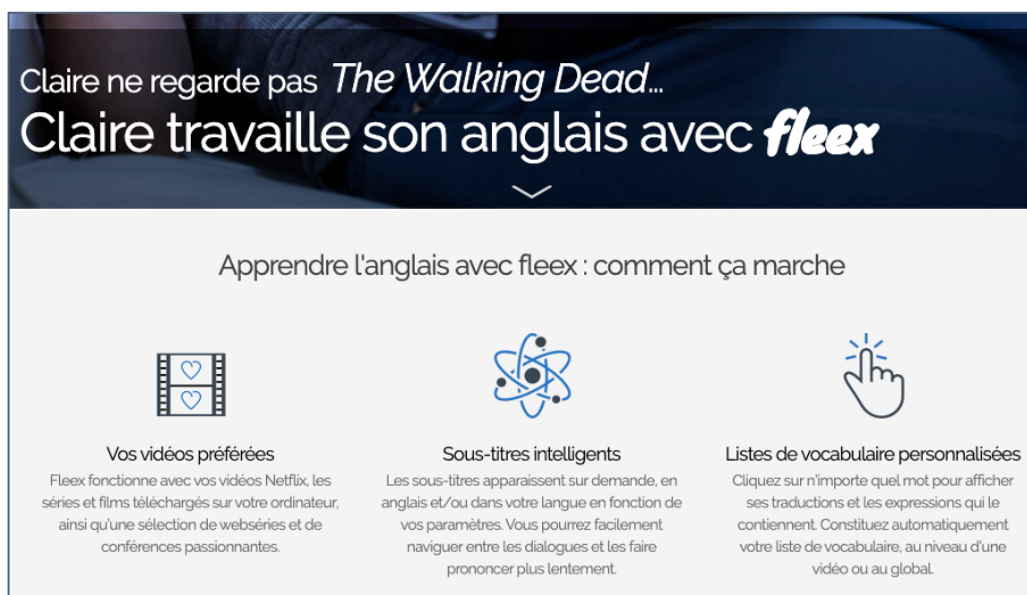 Claire ne regarde pas The Walking Dead...
Claire travaille son anglais avec fleex
Apprendre l'anglais avec fleex : comment ça marche
Vos vidéos préférées
Fleex fonctionne avec vos vidéos Netflix, les
séries et films téléchargés sur votre ordinateur,
ainsi qu'une sélection de webséries et de
conférences passionnantes.
Sous-titres intelligents
Les sous-titres apparaissent sur demande, en
anglais et/ou dans votre langue en fonction de
vos paramètres. Vous pourrez facilement
naviguer entre les dialogues et les faire
prononcer plus lentement.
Listes de vocabulaire personnalisées
Cliquez sur n'importe quel mot pour afficher
ses traductions et les expressions qui le
contiennent. Constituez automatiquement
votre liste de vocabulaire, au niveau d'une
vidéo ou au global.